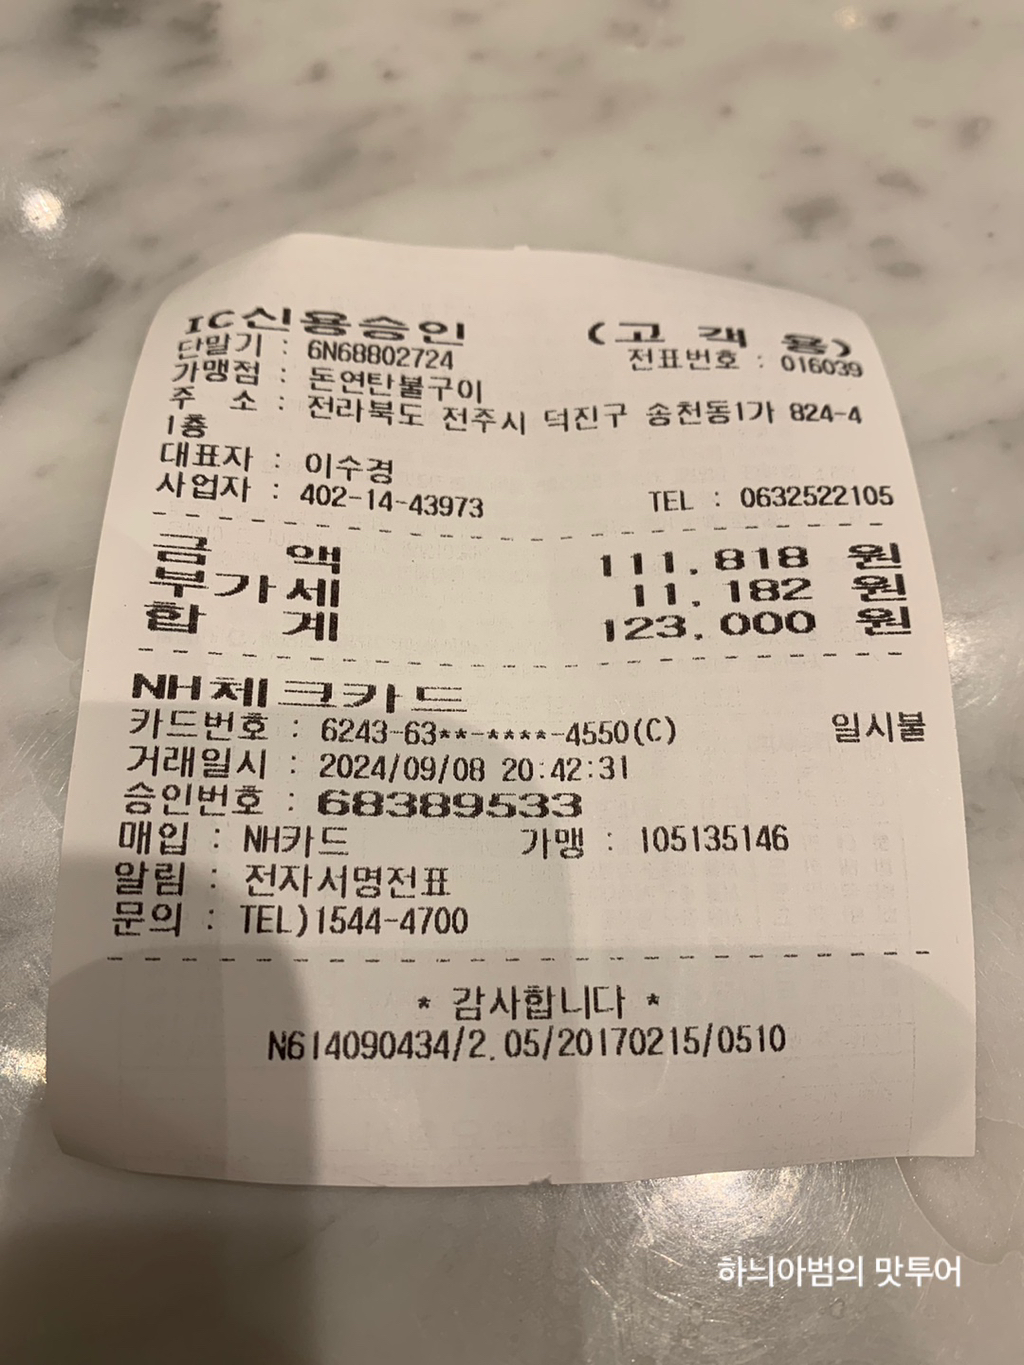 IC신용승인 (고 객 용)
단말기 : 6N68802724 전표번호 : 016039
가맹점 : 돈연탄불구이
주 소 : 전라북도 전주시 덕진구 송천동1가 824-4
1층
대표자 : 이수경
사업자 : 402-14-43973 TEL : 0632522105
금 액 111,818 원
부가세 11,182 원
합 계 123,000 원
NH체크카드
카드번호 : 6243-63**-****-4550(C) 일시불
거래일시 : 2024/09/08 20:42:31
승인번호 : 68389533
매입 : NH카드 가맹 : 105135146
알림 : 전자서명전표
문의 : TEL)1544-4700
* 감사합니다 *
N614090434/2.05/20170215/0510
하늬아범의 맛투어